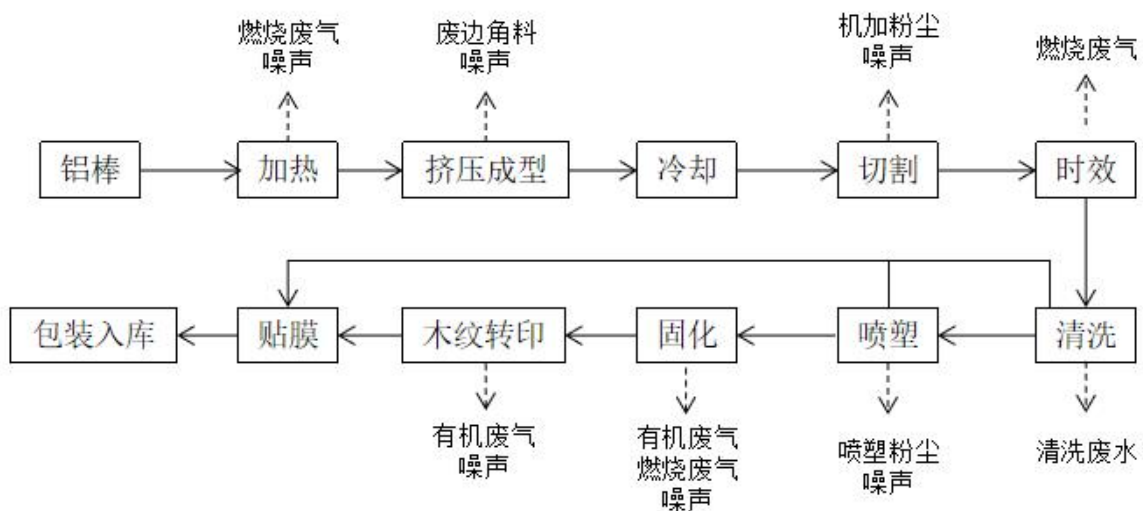 燃烧废气
噪声
废边角料
噪声
机加粉尘
噪声
燃烧废气
铝棒
加热
挤压成型
冷却
切割
时效
包装入库
贴膜
木纹转印
固化
喷塑
清洗
有机废气
噪声
有机废气
燃烧废气
噪声
喷塑粉尘
噪声
清洗废水